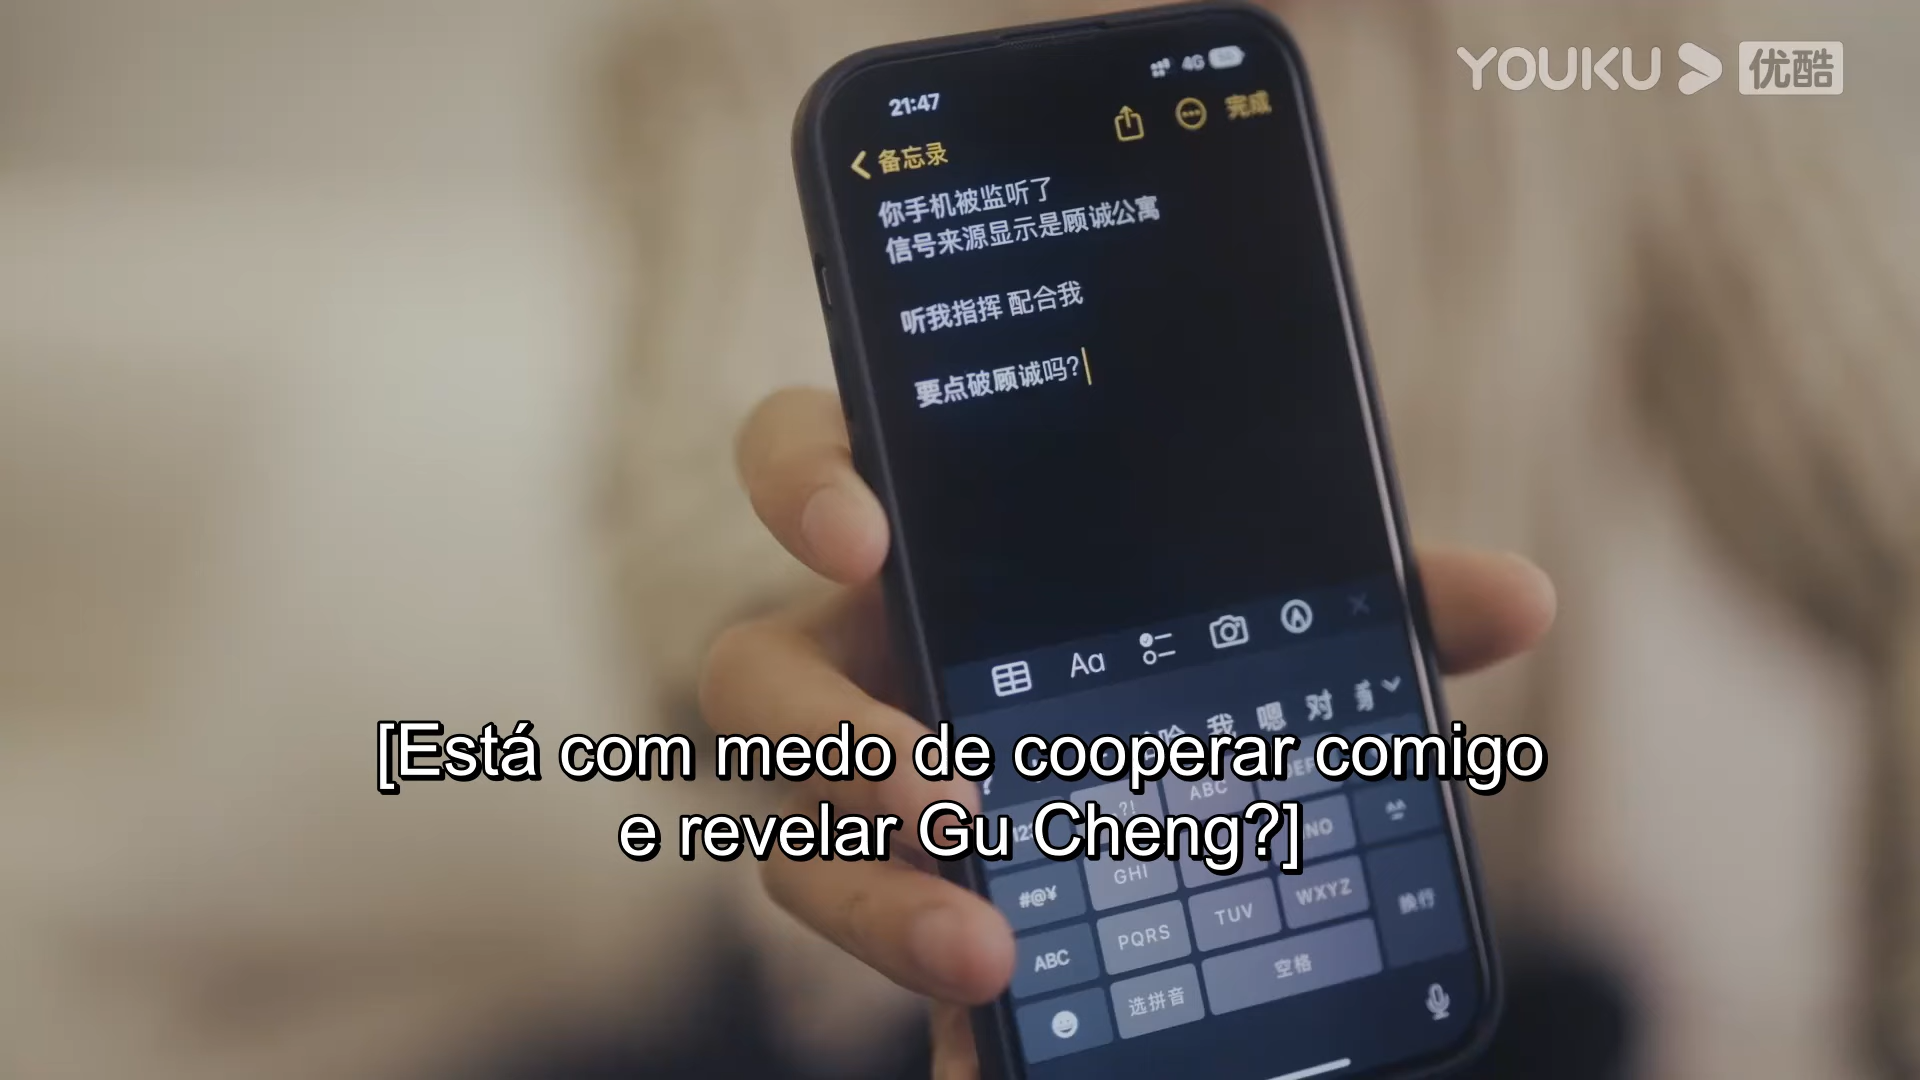 YOUKU 优酷
21:47
4G
备忘录
完成
你手机被监听了
信号来源显示是顾诚公寓
听我指挥 配合我
要点破顾诚吗?
Aa
我 嗯 对
[Está com medo de cooperar comigo
e revelar Gu Cheng?]
ABC
#@¥
GHI
ABC
PQRS
TUV
WXYZ
换行
选拼音
空格